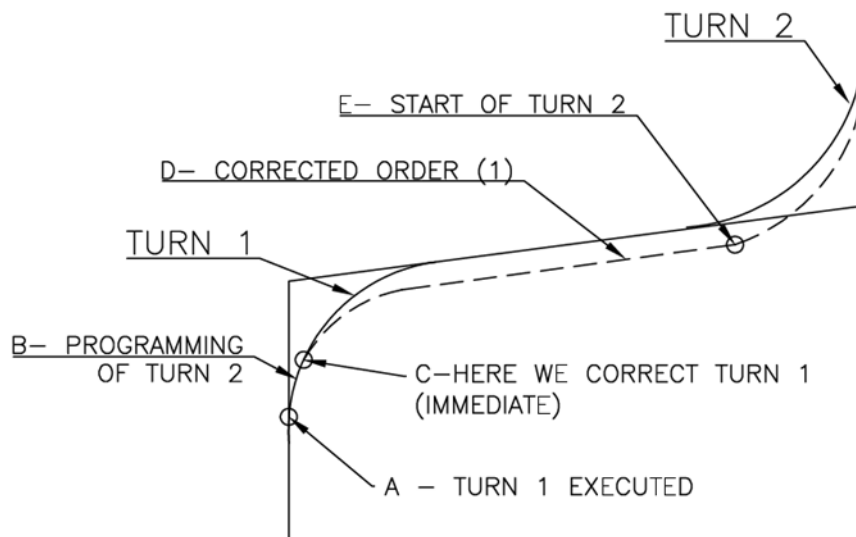 TURN 2
E- START OF TURN 2
D- CORRECTED ORDER (1)
TURN 1
B- PROGRAMMING
OF TURN 2
C-HERE WE CORRECT TURN 1
(IMMEDIATE)
A - TURN 1 EXECUTED